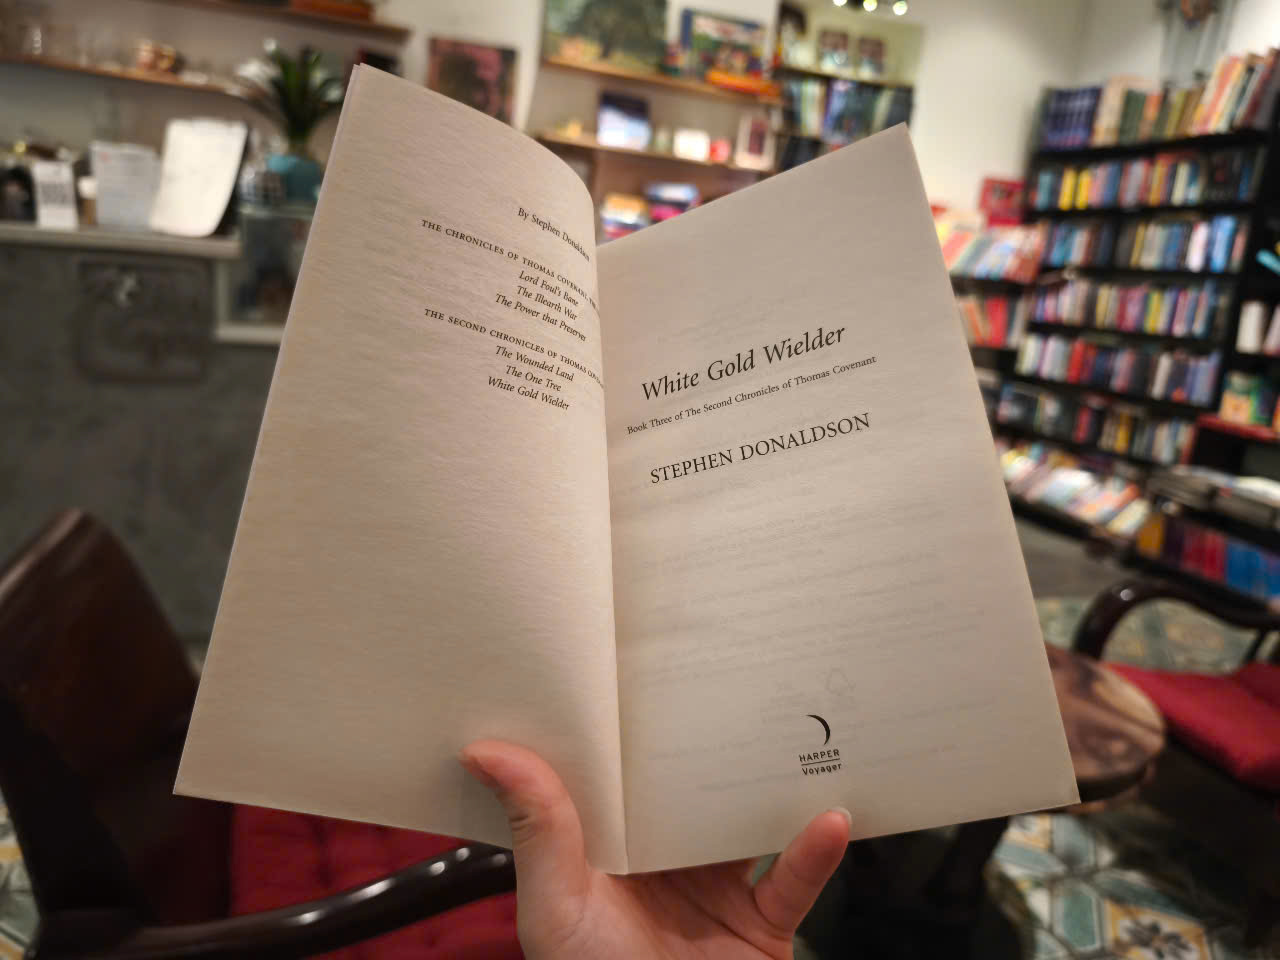 By Stephen Donaldson
THE CHRONICLES OF THOMAS COVENANT, THE
Lord Foul's Bane
The Illearth War
The Power that Preserves
THE SECOND CHRONICLES OF THOMAS
The Wounded Land
The One Tree
White Gold Wielder
White Gold Wielder
Book Three of The Second Chronicles of Thomas Covenant
STEPHEN DONALDSON
HARPER
Voyager